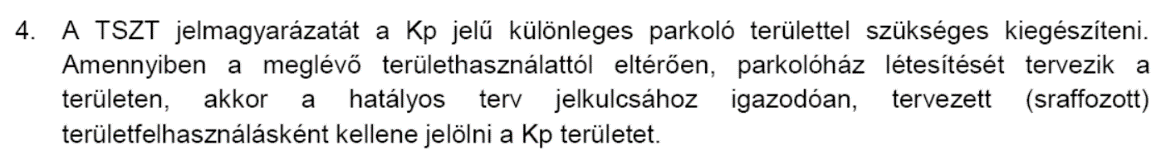 4. A TSZT jelmagyarázatát a Kp jelű különleges parkoló területtel szükséges kiegészíteni.
Amennyiben a meglévő területhasználattól eltérően, parkolóház létesítését tervezik a
területen, akkor a hatályos terv jelkulcsához igazodóan, tervezett (sraffozott)
területfelhasználásként kellene jelölni a Kp területet.